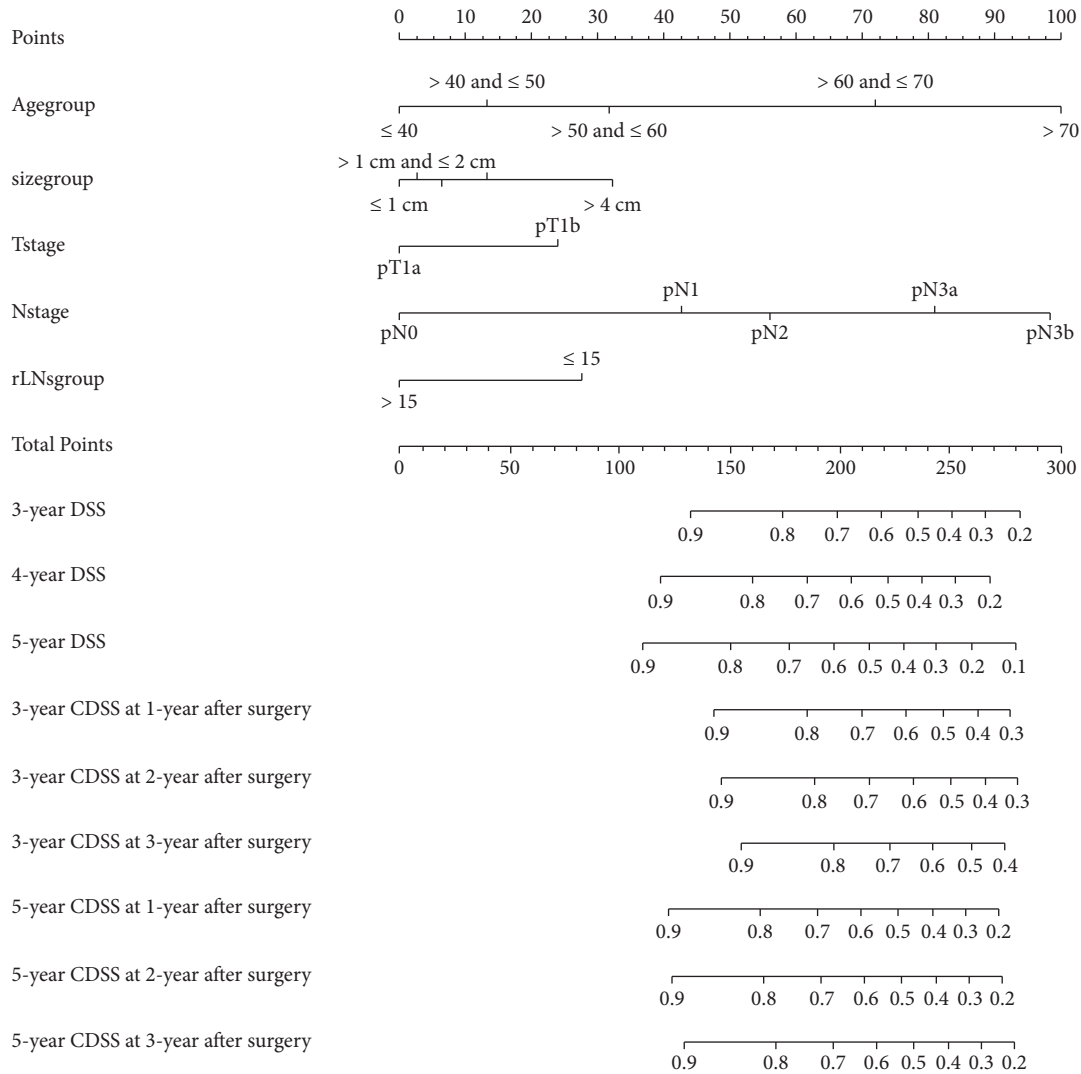 0 10 20 30 40 50 60 70 80 90 100
Points
> 40 and ≤ 50 > 60 and ≤ 70
Agegroup
≤ 40 > 50 and ≤ 60 > 70
> 1 cm and ≤ 2 cm
sizegroup
≤ 1 cm > 4 cm
pT1b
Tstage
pT1a
pN1 pN3a
Nstage
pN0 pN2 pN3b
≤ 15
rLNsgroup
> 15
Total Points
0 50 100 150 200 250 300
3-year DSS
0.9 0.8 0.7 0.6 0.5 0.4 0.3 0.2
4-year DSS
0.9 0.8 0.7 0.6 0.5 0.4 0.3 0.2
5-year DSS
0.9 0.8 0.7 0.6 0.5 0.4 0.3 0.2 0.1
3-year CDSS at 1-year after surgery
0.9 0.8 0.7 0.6 0.5 0.4 0.3
3-year CDSS at 2-year after surgery
0.9 0.8 0.7 0.6 0.5 0.4 0.3
3-year CDSS at 3-year after surgery
0.9 0.8 0.7 0.6 0.5 0.4
5-year CDSS at 1-year after surgery
0.9 0.8 0.7 0.6 0.5 0.4 0.3 0.2
5-year CDSS at 2-year after surgery
0.9 0.8 0.7 0.6 0.5 0.4 0.3 0.2
5-year CDSS at 3-year after surgery
0.9 0.8 0.7 0.6 0.5 0.4 0.3 0.2